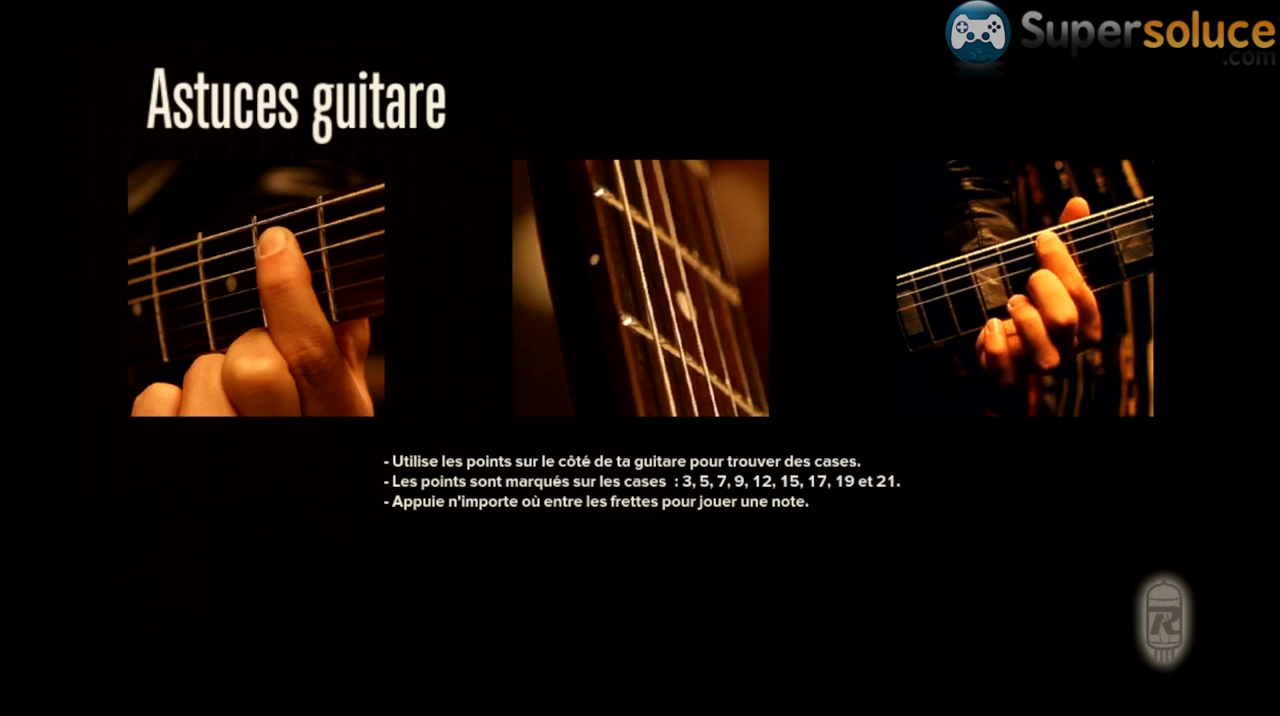 Supersoluce
.com
Astuces guitare
- Utilise les points sur le côté de ta guitare pour trouver des cases.
- Les points sont marqués sur les cases  : 3, 5, 7, 9, 12, 15, 17, 19 et 21.
- Appuie n'importe où entre les frettes pour jouer une note.
R